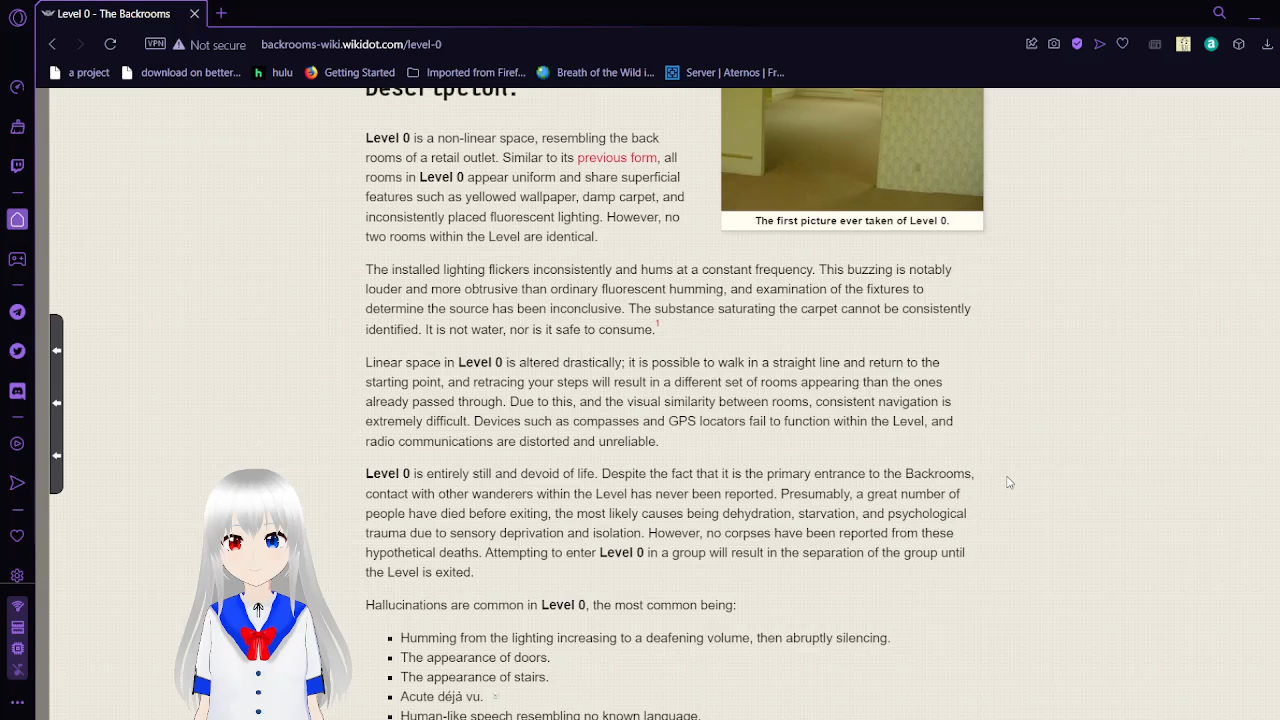 Level 0 - The Backrooms
VPN
Not secure
backrooms-wiki.wikidot.com/level-0
a project
download on better...
hulu
Getting Started
Imported from Firef...
Breath of the Wild i...
Server | Aternos | Fr...
Description:
Level 0 is a non-linear space, resembling the back
rooms of a retail outlet. Similar to its previous form, all
rooms in Level 0 appear uniform and share superficial
features such as yellowed wallpaper, damp carpet, and
inconsistently placed fluorescent lighting. However, no
two rooms within the Level are identical.
The first picture ever taken of Level 0.
The installed lighting flickers inconsistently and hums at a constant frequency. This buzzing is notably
louder and more obtrusive than ordinary fluorescent humming, and examination of the fixtures to
determine the source has been inconclusive. The substance saturating the carpet cannot be consistently
identified. It is not water, nor is it safe to consume.1
Linear space in Level 0 is altered drastically; it is possible to walk in a straight line and return to the
starting point, and retracing your steps will result in a different set of rooms appearing than the ones
already passed through. Due to this, and the visual similarity between rooms, consistent navigation is
extremely difficult. Devices such as compasses and GPS locators fail to function within the Level, and
radio communications are distorted and unreliable.
Level 0 is entirely still and devoid of life. Despite the fact that it is the primary entrance to the Backrooms,
contact with other wanderers within the Level has never been reported. Presumably, a great number of
people have died before exiting, the most likely causes being dehydration, starvation, and psychological
trauma due to sensory deprivation and isolation. However, no corpses have been reported from these
hypothetical deaths. Attempting to enter Level 0 in a group will result in the separation of the group until
the Level is exited.
Hallucinations are common in Level 0, the most common being:
Humming from the lighting increasing to a deafening volume, then abruptly silencing.
The appearance of doors.
The appearance of stairs.
Acute déjà vu.
Human-like speech resembling no known language.